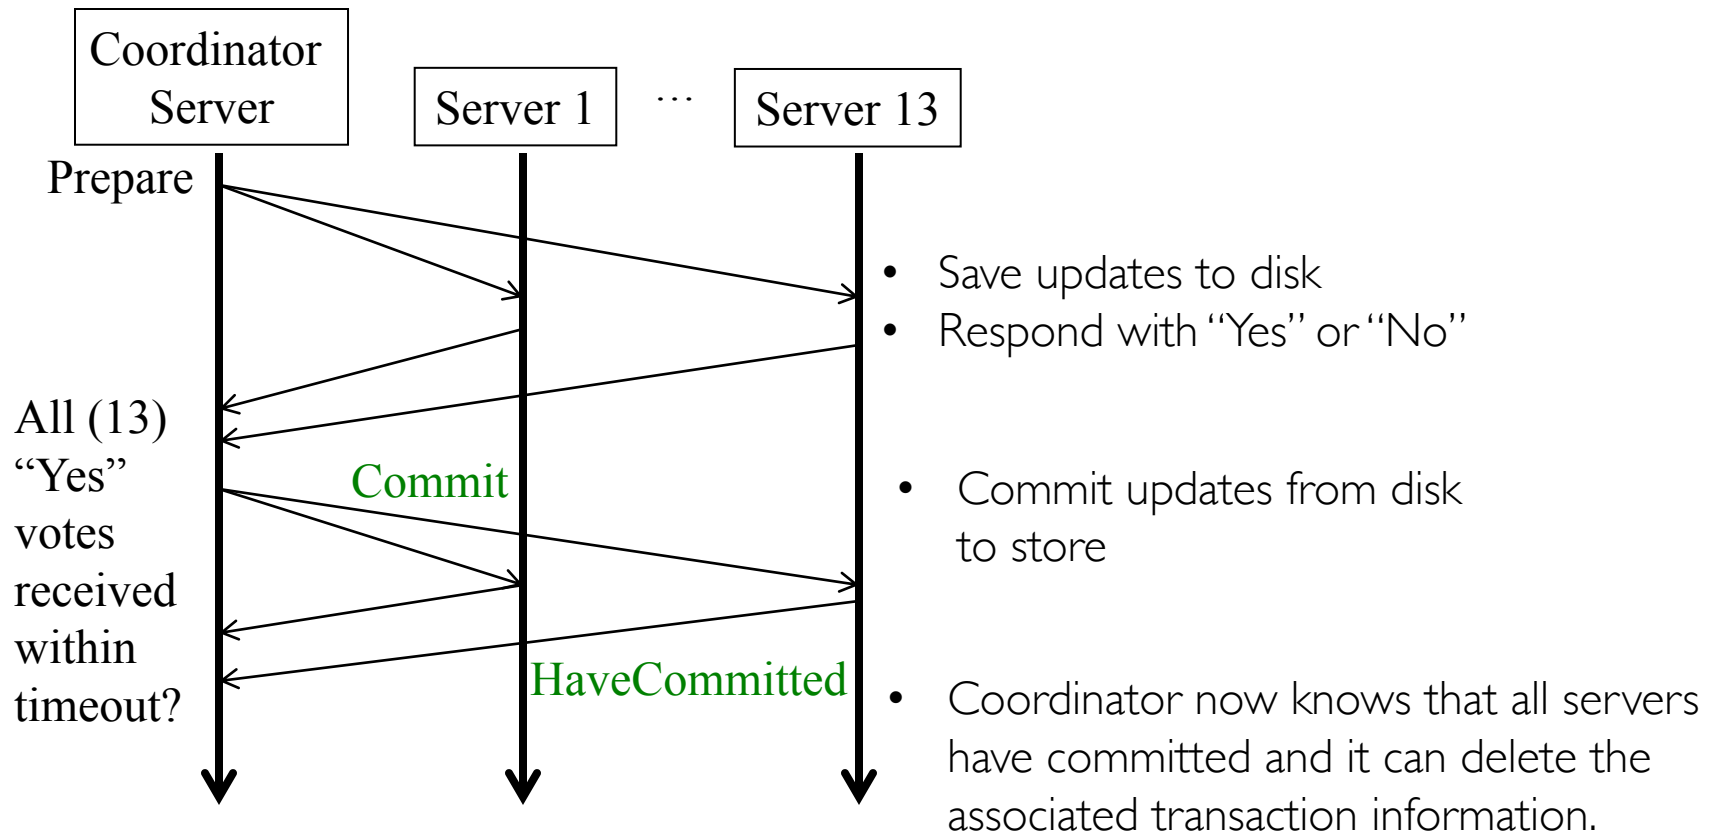 Coordinator
Server
Server 1
…
Server 13
Prepare
• Save updates to disk
• Respond with “Yes” or “No”
All (13)
“Yes”
votes
received
within
timeout?
Commit
• Commit updates from disk
to store
HaveCommitted
• Coordinator now knows that all servers
have committed and it can delete the
associated transaction information.